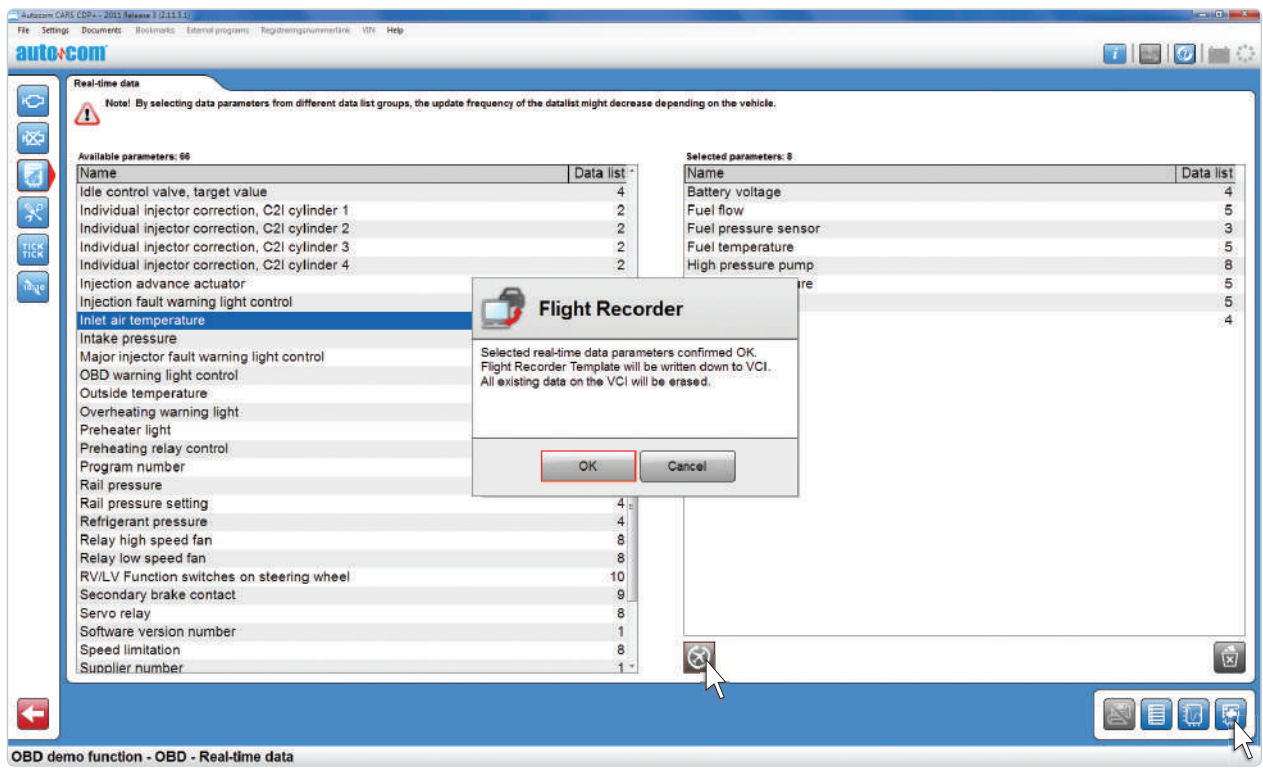 Autocom CARS CDP+ - 2011 Release 3 (2.11.3.1)
File Settings Documents Bookmarks External programs Registreringsnummerlänk VIN Help
auto com
Real-time data
Note! By selecting data parameters from different data list groups, the update frequency of the datalist might decrease depending on the vehicle.
Available parameters: 66
Name Data list
Idle control valve, target value 4
Individual injector correction, C2I cylinder 1 2
Individual injector correction, C2I cylinder 2 2
Individual injector correction, C2I cylinder 3 2
Individual injector correction, C2I cylinder 4 2
Injection advance actuator
Injection fault warning light control
Inlet air temperature
Intake pressure
Major injector fault warning light control
OBD warning light control
Outside temperature
Overheating warning light
Preheater light
Preheating relay control
Program number
Rail pressure
Rail pressure setting 4
Refrigerant pressure 4
Relay high speed fan 8
Relay low speed fan 8
RV/LV Function switches on steering wheel 10
Secondary brake contact 9
Servo relay 8
Software version number 1
Speed limitation 8
Supplier number 1
Selected parameters: 8
Name Data list
Battery voltage 4
Fuel flow 5
Fuel pressure sensor 3
Fuel temperature 5
High pressure pump 8
re 5
5
4
Flight Recorder
Selected real-time data parameters confirmed OK.
Flight Recorder Template will be written down to VCI.
All existing data on the VCI will be erased.
OK Cancel
TICK
TICK
OBD demo function - OBD - Real-time data